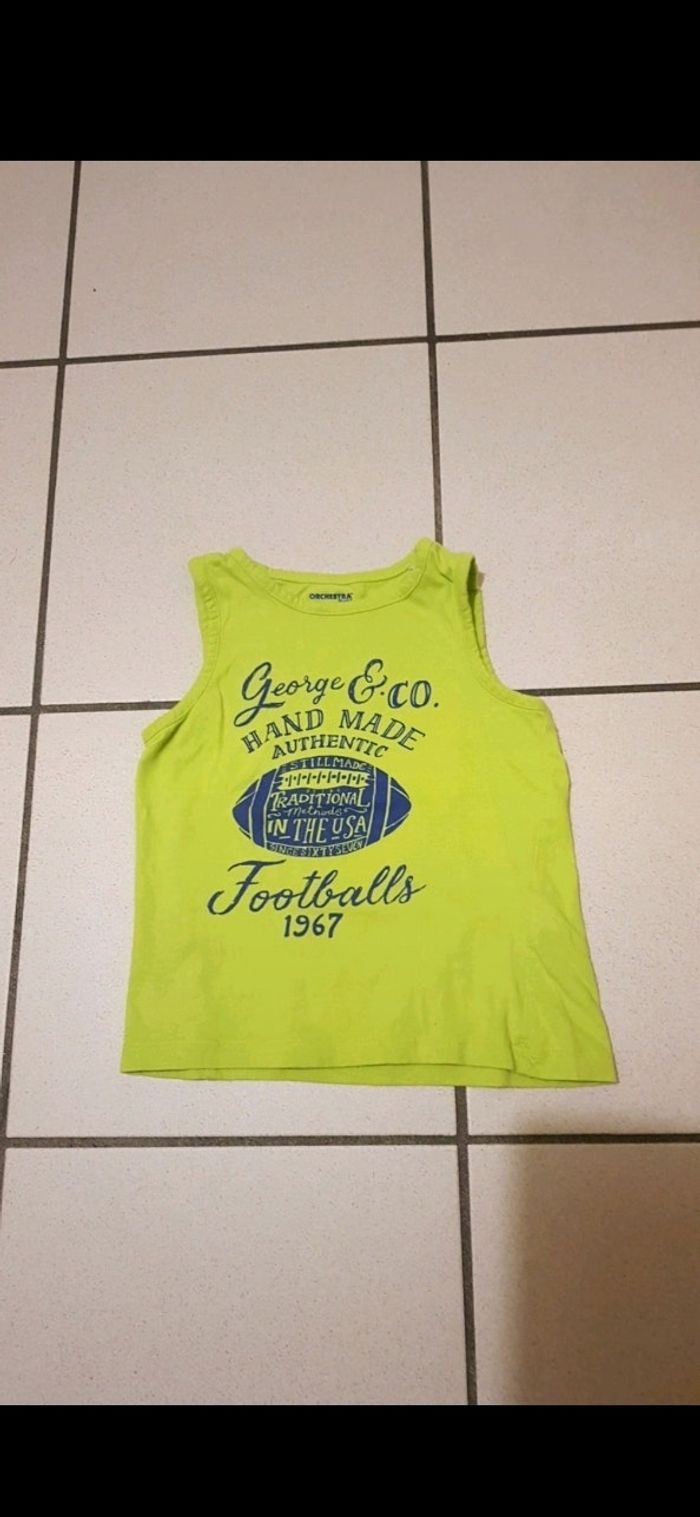 ORCHESTRA
George & CO.
HAND MADE
AUTHENTIC
STILL MADE
TRADITIONAL
Methods
IN THE USA
SINCE SIXTY SEVEN
Footballs
1967